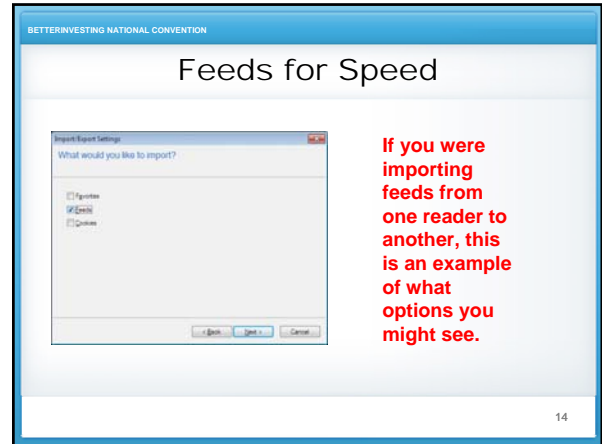 BETTERINVESTING NATIONAL CONVENTION
Feeds for Speed
Import/Export Settings
What would you like to import?
Favorites
Feeds
Cookies
< Back Next > Cancel
If you were
importing
feeds from
one reader to
another, this
is an example
of what
options you
might see.
14